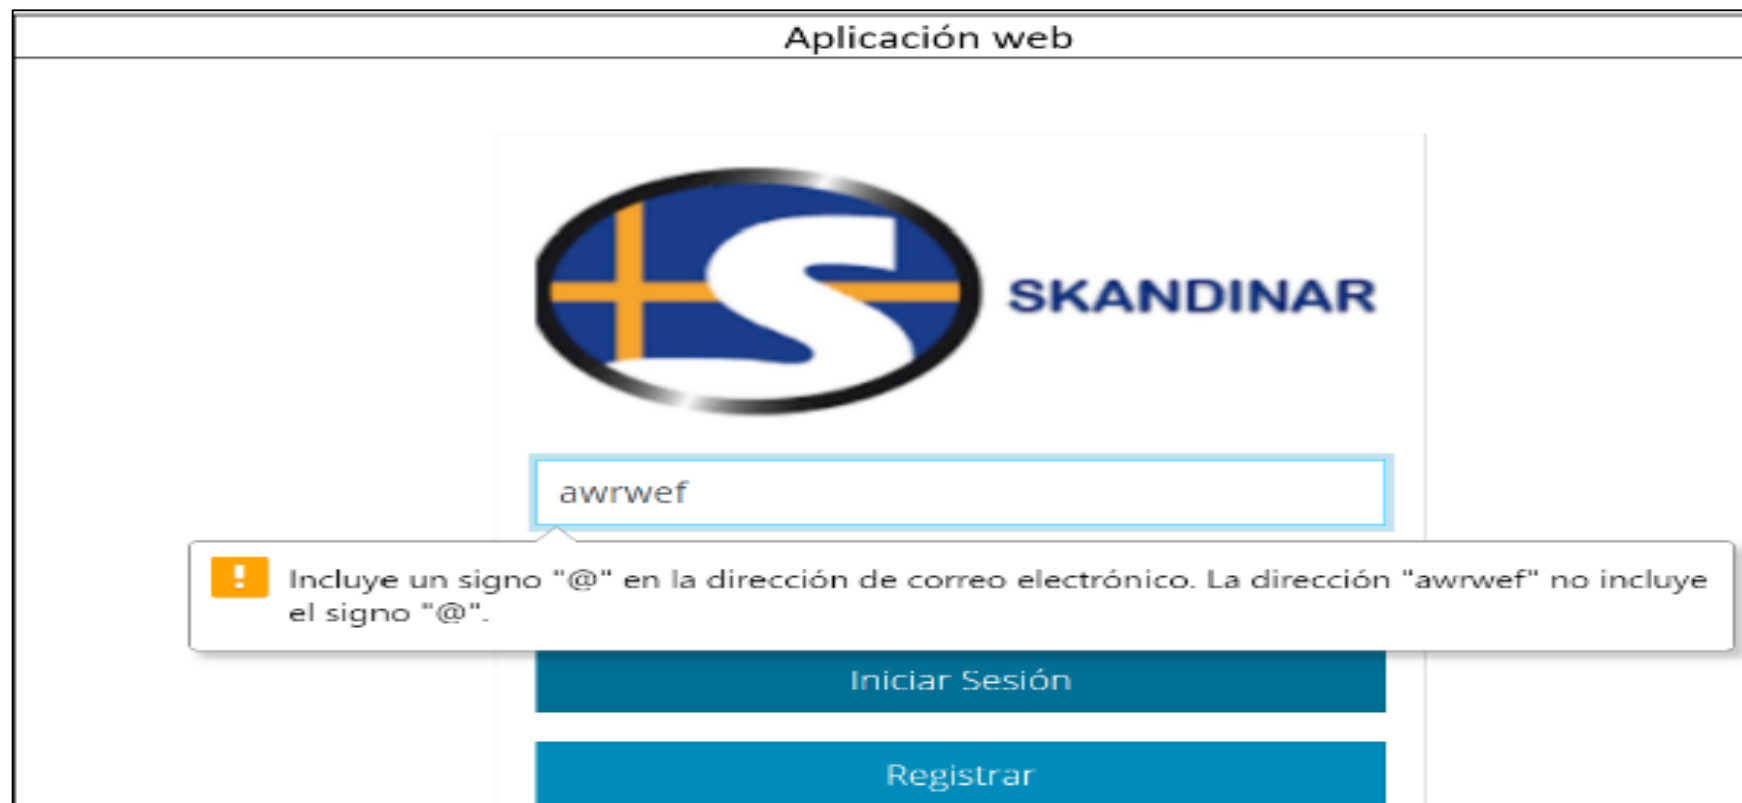 Aplicación web
S
SKANDINAR
awrwef
Incluye un signo "@" en la dirección de correo electrónico. La dirección "awrwef" no incluye
el signo "@".
Iniciar Sesión
Registrar